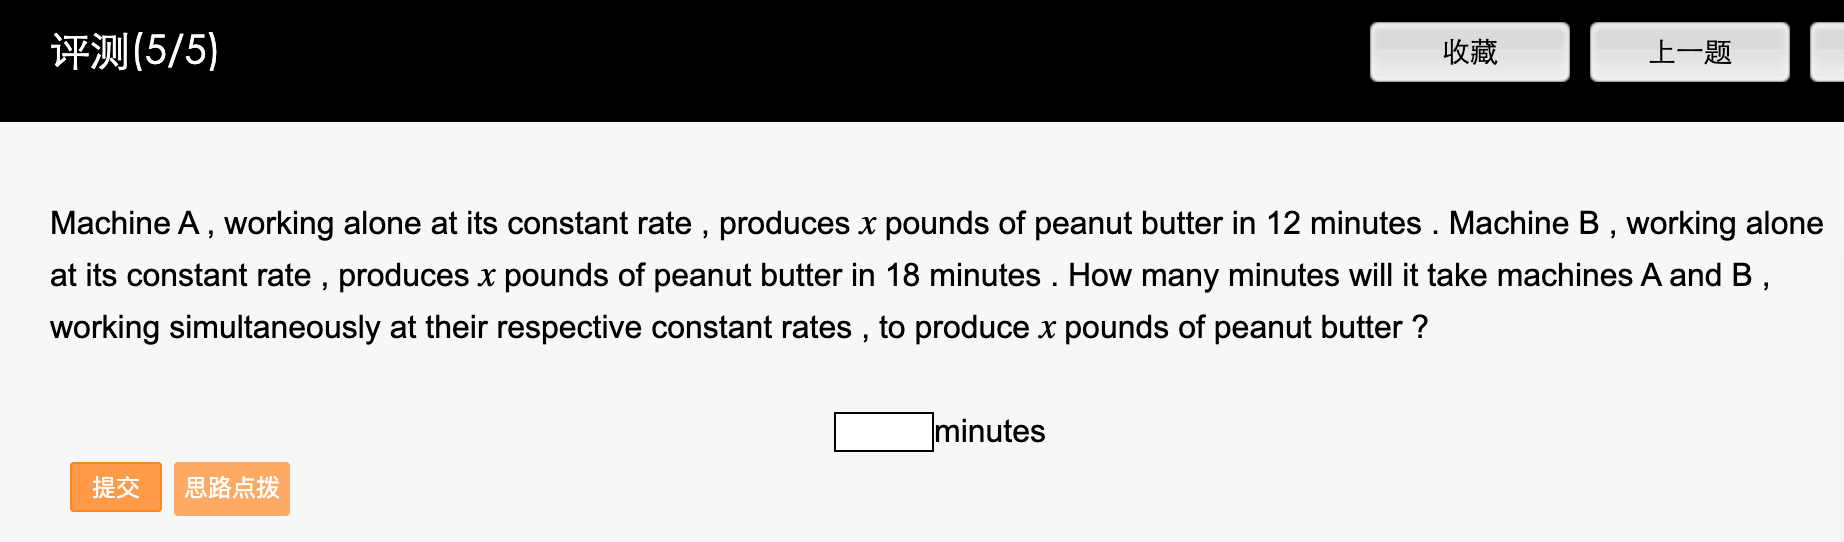 评测(5/5)
收藏
上一题
Machine A , working alone at its constant rate , produces x pounds of peanut butter in 12 minutes . Machine B , working alone
at its constant rate , produces x pounds of peanut butter in 18 minutes . How many minutes will it take machines A and B ,
working simultaneously at their respective constant rates , to produce x pounds of peanut butter ?
minutes
提交
思路点拨